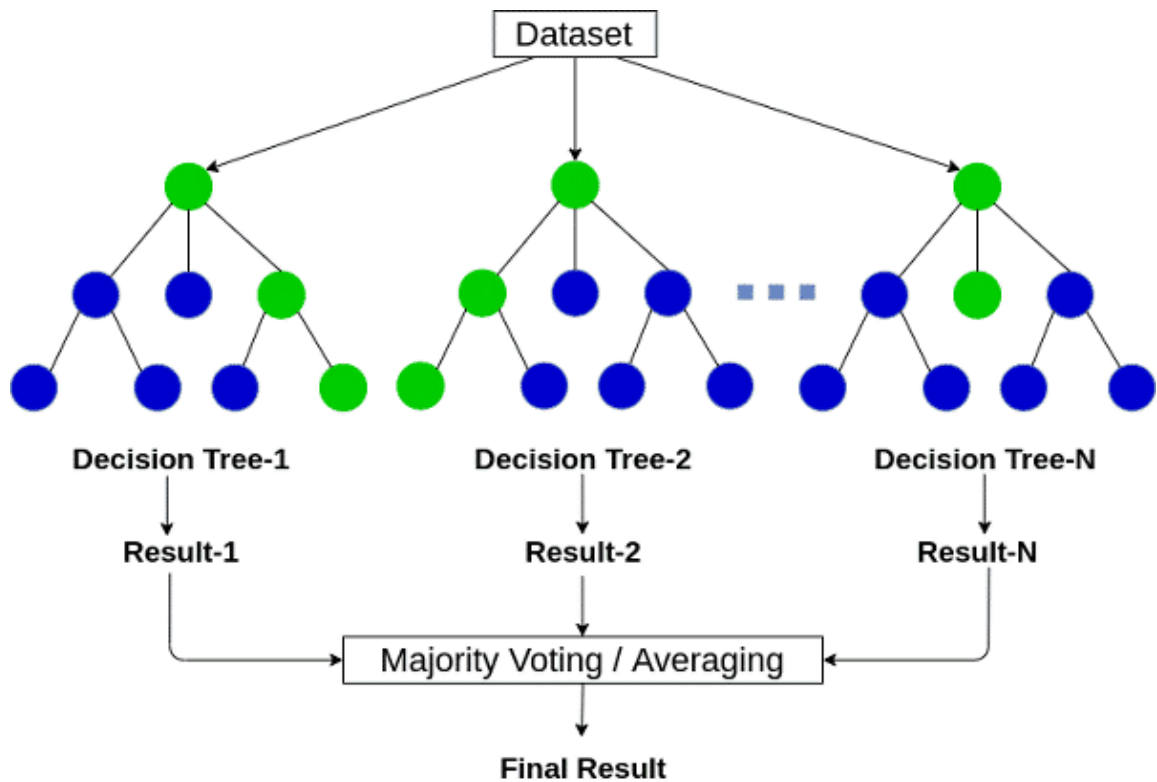 Dataset
Decision Tree-1
Decision Tree-2
Decision Tree-N
Result-1
Result-2
Result-N
Majority Voting / Averaging
Final Result